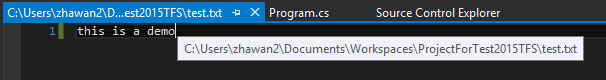 C:\Users\zhawan2\D...est2015TFS\test.txt Program.cs Source Control Explorer
1 this is a demo
C:\Users\zhawan2\Documents\Workspaces\ProjectForTest2015TFS\test.txt